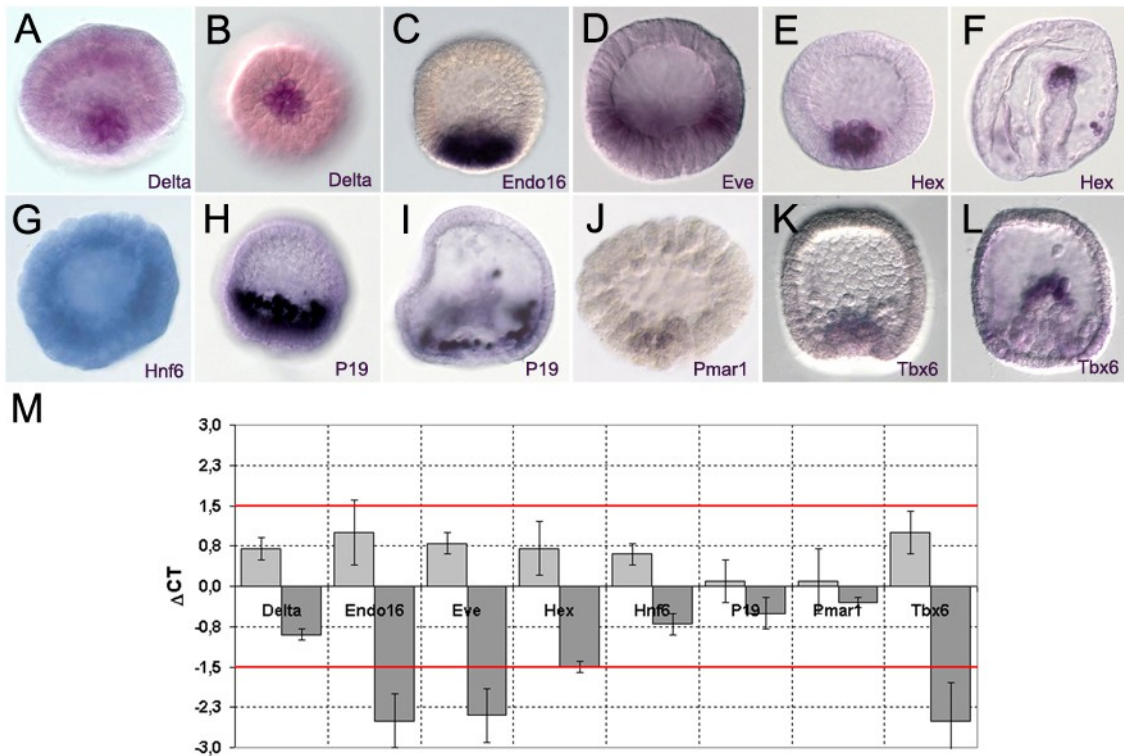 A B C D E F
Delta Delta Endo16 Eve Hex Hex
G H I J K L
Hnf6 P19 P19 Pmar1 Tbx6 Tbx6
M
3,0
2,3
1,5
0,8
0,0
Delta Endo16 Eve Hex Hnf6 P19 Pmar1 Tbx6
-0,8
-1,5
-2,3
-3,0
ΔCT